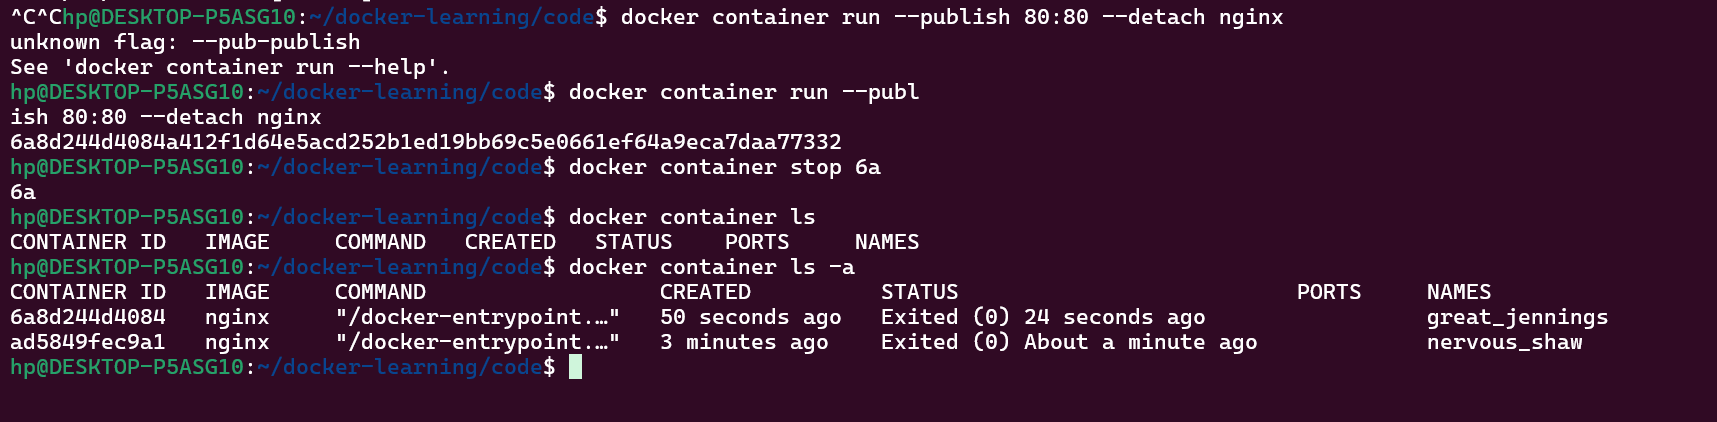 ^C^Chp@DESKTOP-P5ASG10:~/docker-learning/code$ docker container run --publish 80:80 --detach nginx
unknown flag: --pub-publish
See 'docker container run --help'.
hp@DESKTOP-P5ASG10:~/docker-learning/code$ docker container run --publ
ish 80:80 --detach nginx
6a8d244d4084a412f1d64e5acd252b1ed19bb69c5e0661ef64a9eca7daa77332
hp@DESKTOP-P5ASG10:~/docker-learning/code$ docker container stop 6a
6a
hp@DESKTOP-P5ASG10:~/docker-learning/code$ docker container ls
CONTAINER ID   IMAGE     COMMAND   CREATED   STATUS    PORTS     NAMES
hp@DESKTOP-P5ASG10:~/docker-learning/code$ docker container ls -a
CONTAINER ID   IMAGE     COMMAND                  CREATED          STATUS                          PORTS     NAMES
6a8d244d4084   nginx     "/docker-entrypoint.…"   50 seconds ago   Exited (0) 24 seconds ago                 great_jennings
ad5849fec9a1   nginx     "/docker-entrypoint.…"   3 minutes ago    Exited (0) About a minute ago             nervous_shaw
hp@DESKTOP-P5ASG10:~/docker-learning/code$